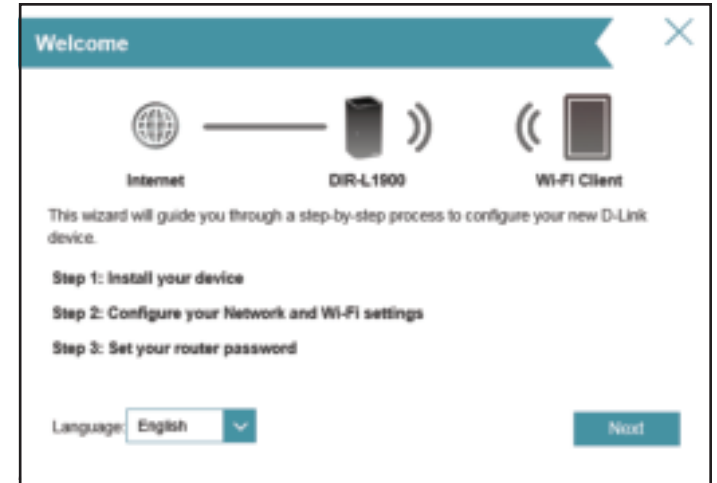 Welcome
Internet
DIR-L1900
Wi-Fi Client
This wizard will guide you through a step-by-step process to configure your new D-Link
device.
Step 1: Install your device
Step 2: Configure your Network and Wi-Fi settings
Step 3: Set your router password
Language: English
Next